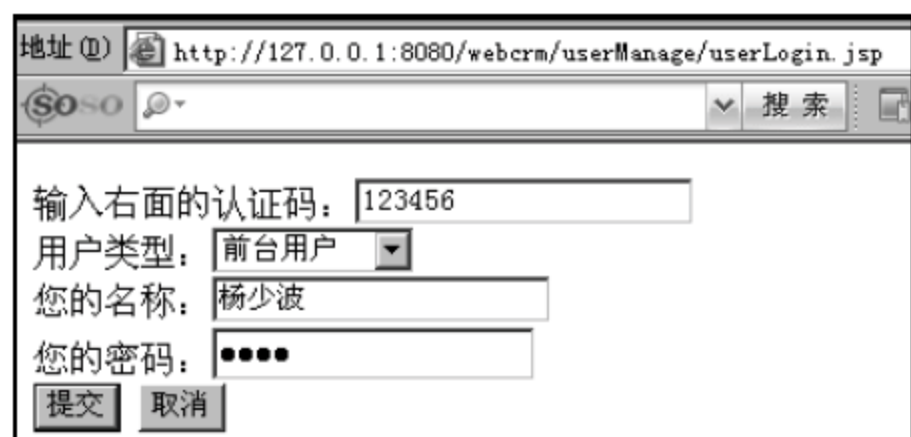 地址(D) http://127.0.0.1:8080/webcrm/userManage/userLogin.jsp
SOSO 搜索
输入右面的认证码：123456
用户类型：前台用户
您的名称：杨少波
您的密码：●●●●
提交 取消